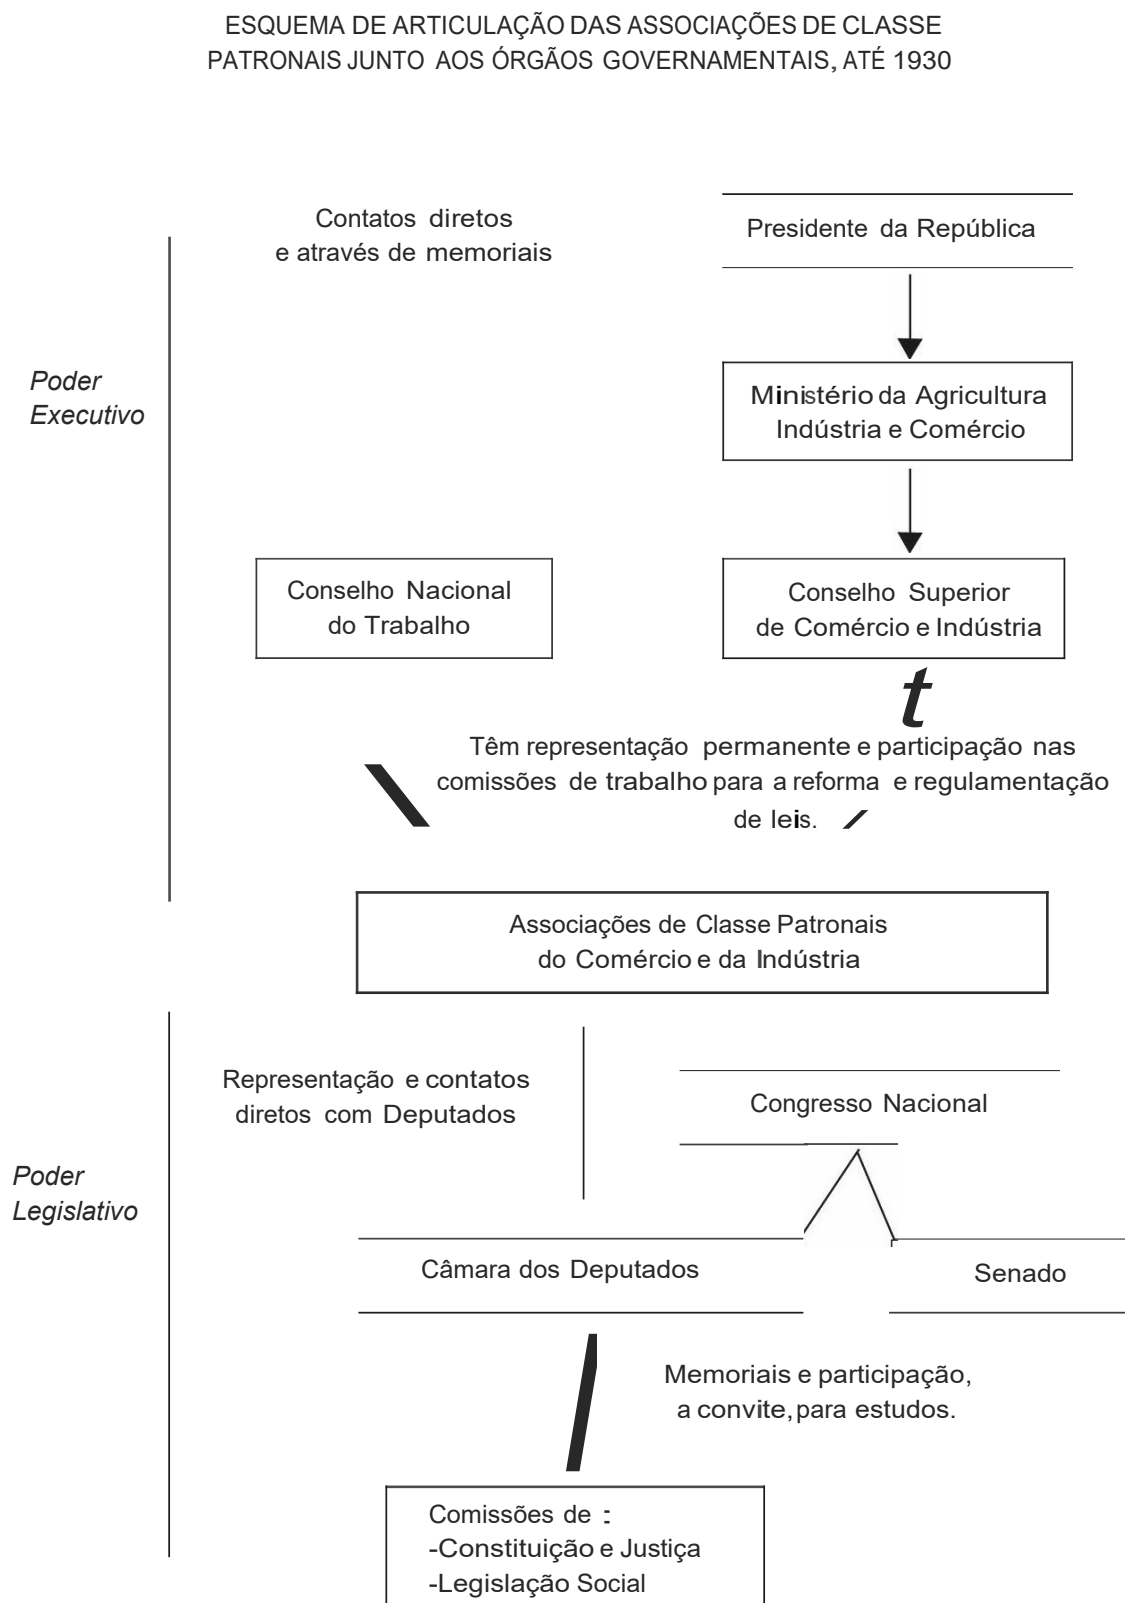 ESQUEMA DE ARTICULAÇÃO DAS ASSOCIAÇÕES DE CLASSE
PATRONAIS JUNTO AOS ÓRGÃOS GOVERNAMENTAIS, ATÉ 1930
Contatos diretos
e através de memoriais
Presidente da República
Poder
Executivo
Ministério da Agricultura
Indústria e Comércio
Conselho Nacional
do Trabalho
Conselho Superior
de Comércio e Indústria
t
Têm representação permanente e participação nas
comissões de trabalho para a reforma e regulamentação
de leis.
Associações de Classe Patronais
do Comércio e da Indústria
Representação e contatos
diretos com Deputados
Congresso Nacional
Poder
Legislativo
Câmara dos Deputados
Senado
Memoriais e participação,
a convite, para estudos.
Comissões de :
-Constituição e Justiça
-Legislação Social